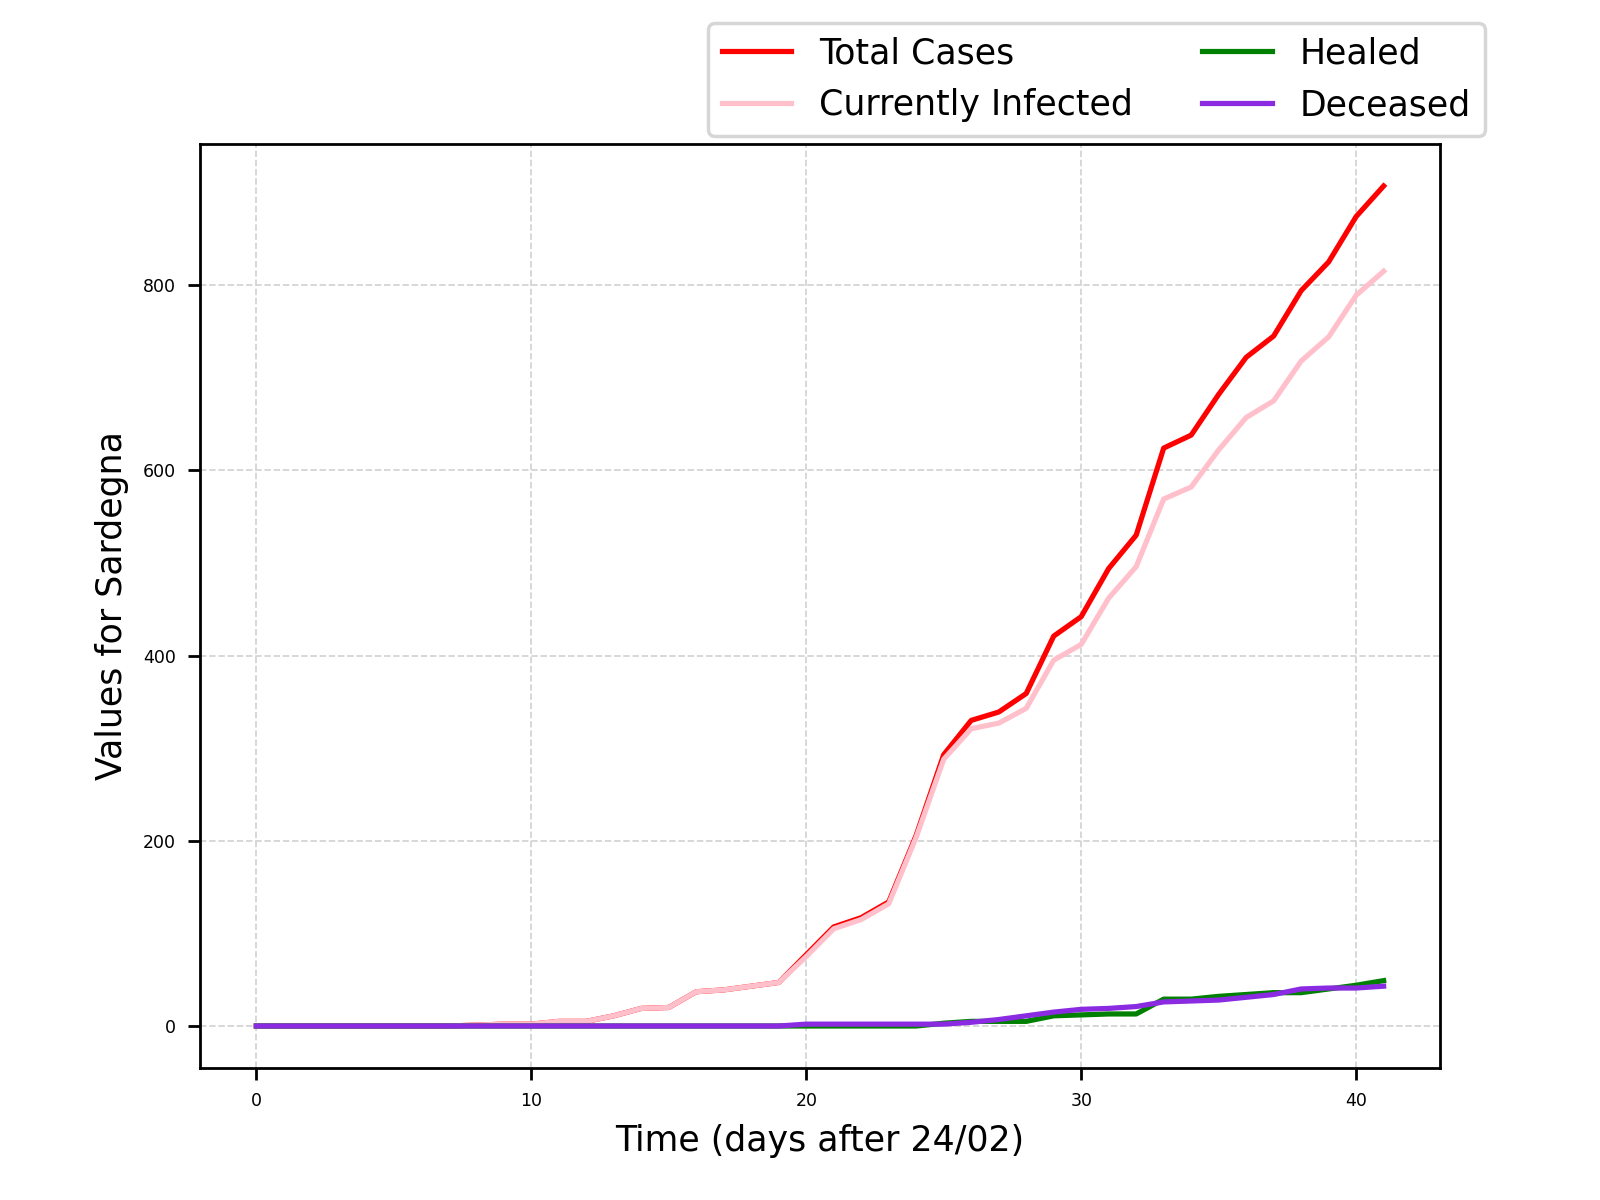 Total Cases
Currently Infected
Healed
Deceased
Values for Sardegna
800
600
400
200
0
0 10 20 30 40
Time (days after 24/02)